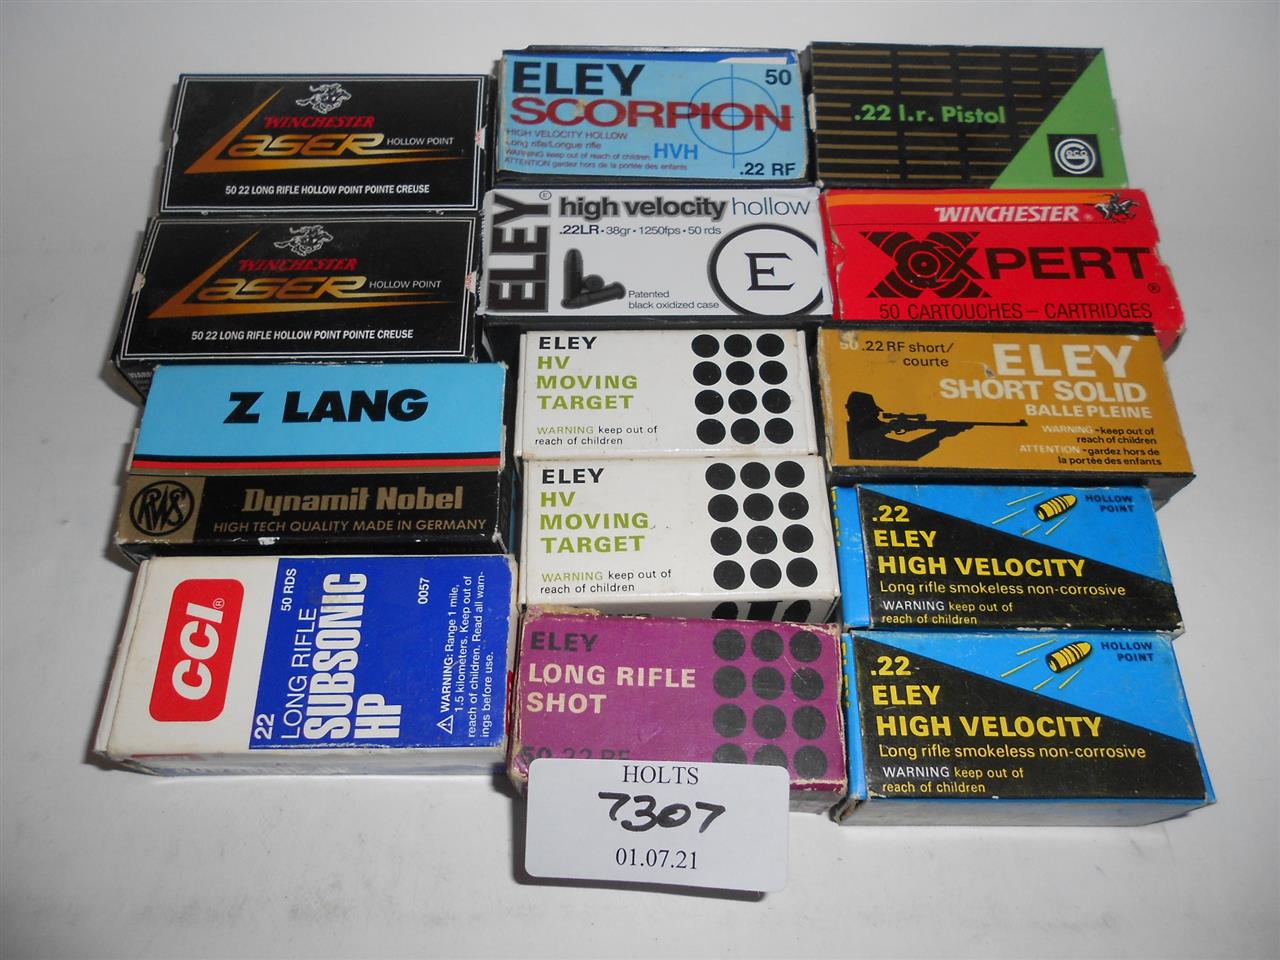 WINCHESTER
LASER HOLLOW POINT
50 22 LONG RIFLE HOLLOW POINT POINTE CREUSE
WINCHESTER
LASER HOLLOW POINT
50 22 LONG RIFLE HOLLOW POINT POINTE CREUSE
Z LANG
RWS
Dynamit Nobel
HIGH TECH QUALITY MADE IN GERMANY
CCI®
22 LONG RIFLE 50 RDS
SUBSONIC
HP
0057
⚠ WARNING: Range 1 mile,
1.5 kilometers. Keep out of
reach of children. Read all warn-
ings before use.
ELEY 50
SCORPION
HIGH VELOCITY HOLLOW
Long rifle/Longue rifle
WARNING keep out of reach of children
ATTENTION gardez hors de la portée des enfants
HVH
.22 RF
ELEY
E
high velocity hollow
.22LR • 38gr • 1250fps • 50 rds
Patented
black oxidized case
E
ELEY
HV
MOVING
TARGET
WARNING keep out of
reach of children
ELEY
HV
MOVING
TARGET
WARNING keep out of
reach of children
ELEY
LONG RIFLE
SHOT
50 .22 RF
HOLTS
7307
01.07.21
.22 l.r. Pistol
Geco
WINCHESTER®
XPERT®
50 CARTOUCHES – CARTRIDGES
50 .22 RF short/
courte
ELEY
SHORT SOLID
BALLE PLEINE
WARNING - keep out of
reach of children
ATTENTION - gardez hors de
la portée des enfants
HOLLOW
POINT
.22
ELEY
HIGH VELOCITY
Long rifle smokeless non-corrosive
WARNING keep out of
reach of children
HOLLOW
POINT
.22
ELEY
HIGH VELOCITY
Long rifle smokeless non-corrosive
WARNING keep out of
reach of children